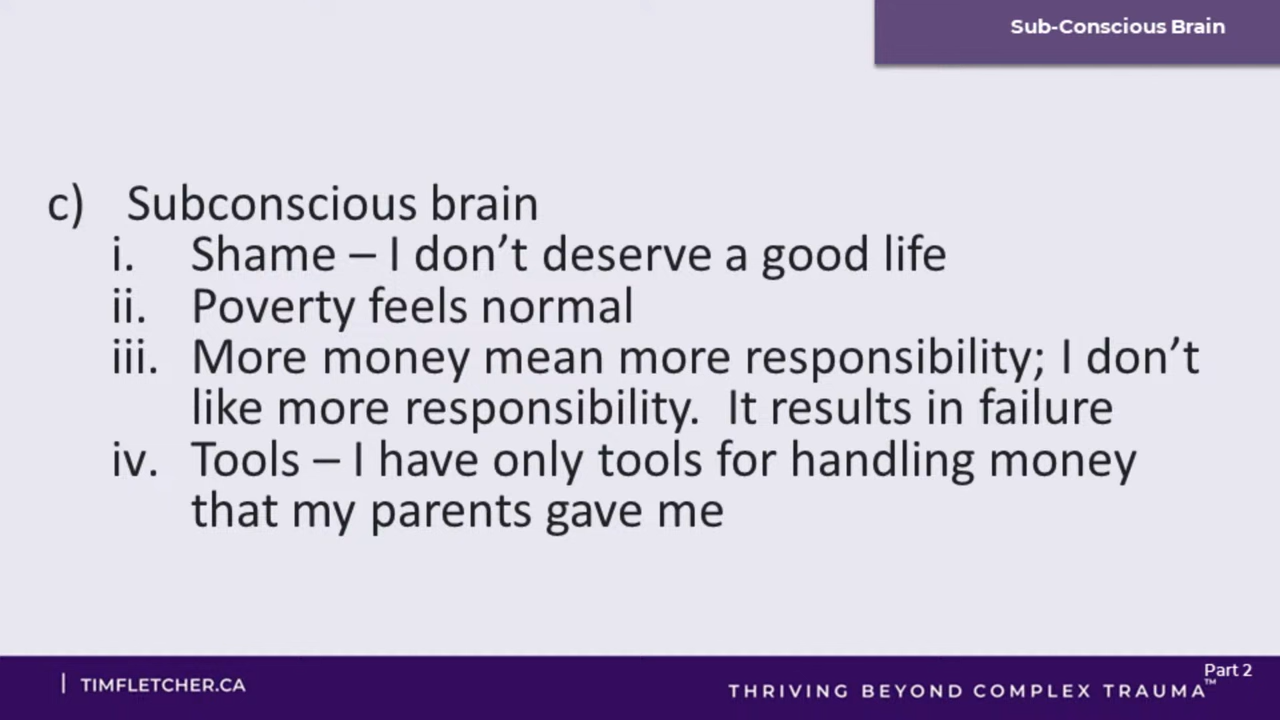 Sub-Conscious Brain
c) Subconscious brain
i. Shame – I don't deserve a good life
ii. Poverty feels normal
iii. More money mean more responsibility; I don't
like more responsibility.  It results in failure
iv. Tools – I have only tools for handling money
that my parents gave me
| TIMFLETCHER.CA
Part 2
THRIVING BEYOND COMPLEX TRAUMA™